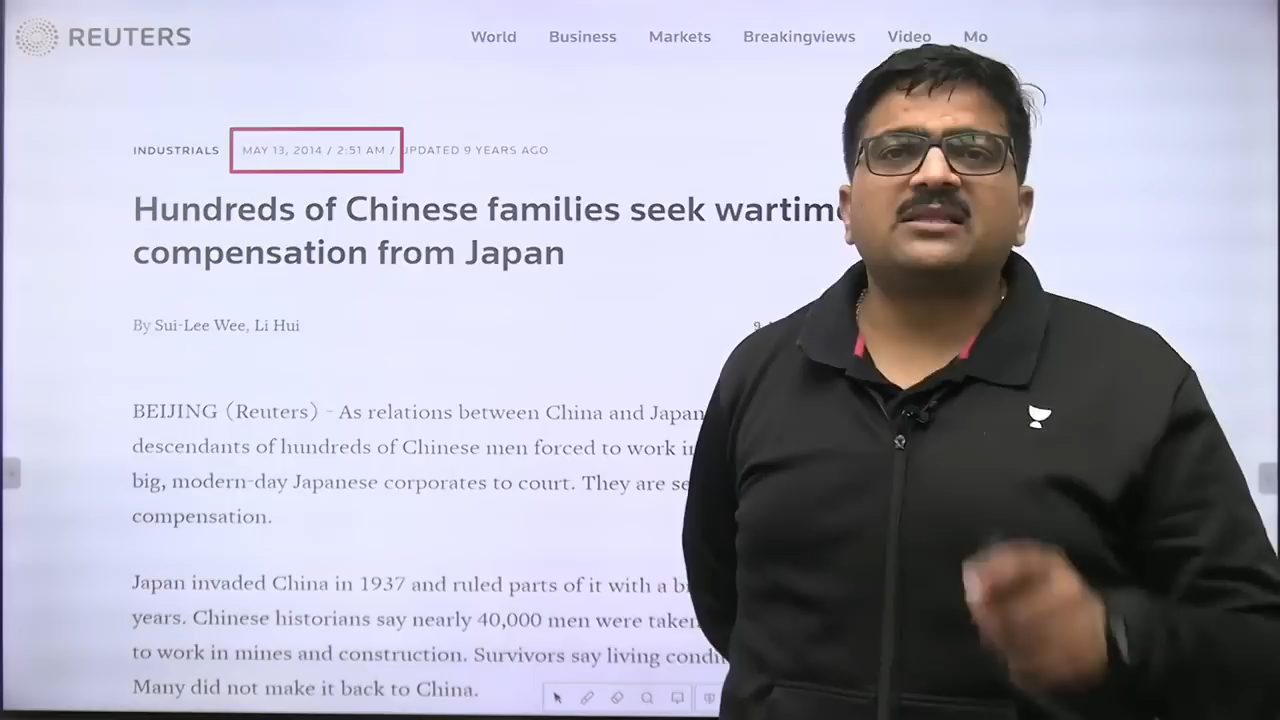 REUTERS
World Business Markets Breakingviews Video Mo
INDUSTRIALS MAY 13, 2014 / 2:51 AM / UPDATED 9 YEARS AGO
Hundreds of Chinese families seek wartime
compensation from Japan
By Sui-Lee Wee, Li Hui
BEIJING (Reuters) - As relations between China and Japan
descendants of hundreds of Chinese men forced to work in
big, modern-day Japanese corporates to court. They are se
compensation.
Japan invaded China in 1937 and ruled parts of it with a b
years. Chinese historians say nearly 40,000 men were taken
to work in mines and construction. Survivors say living condi
Many did not make it back to China.